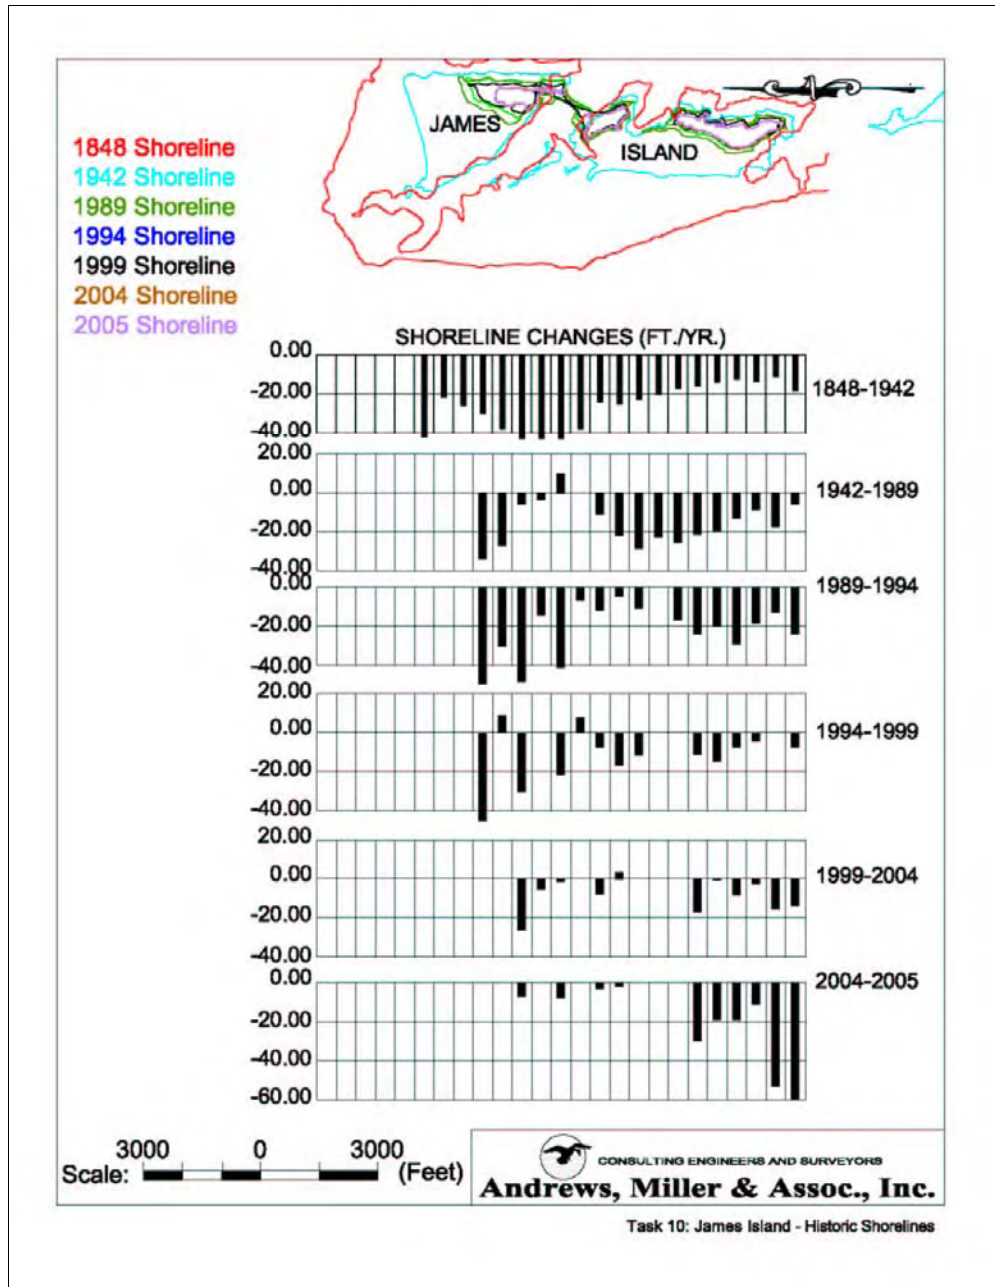 JAMES
ISLAND
1848 Shoreline
1942 Shoreline
1989 Shoreline
1994 Shoreline
1999 Shoreline
2004 Shoreline
2005 Shoreline
SHORELINE CHANGES (FT./YR.)
0.00
-20.00
-40.00
1848-1942
20.00
0.00
-20.00
-40.00
1942-1989
0.00
-20.00
-40.00
1989-1994
20.00
0.00
-20.00
-40.00
1994-1999
20.00
0.00
-20.00
-40.00
1999-2004
0.00
-20.00
-40.00
-60.00
2004-2005
3000 0 3000
Scale: (Feet)
CONSULTING ENGINEERS AND SURVEYORS
Andrews, Miller & Assoc., Inc.
Task 10: James Island - Historic Shorelines